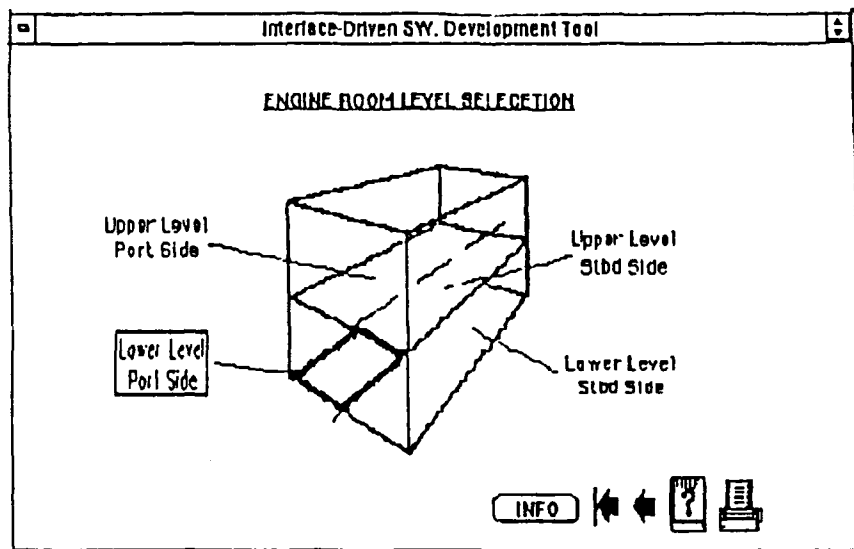 Interface-Driven SW. Development Tool
ENGINE ROOM LEVEL SELECETION
Upper Level
Port Side
Upper Level
Stbd Side
Lower Level
Port Side
Lower Level
Stbd Side
INFO
?